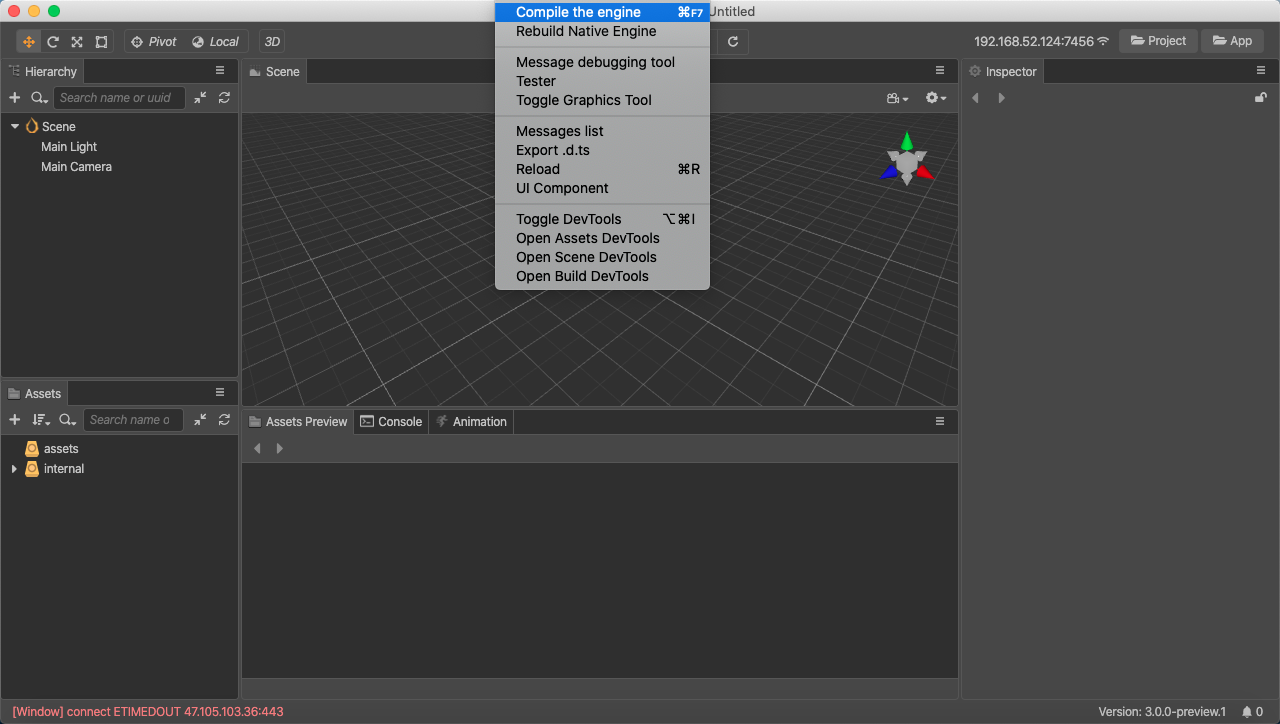 Compile the engine ⌘F7
Untitled
Rebuild Native Engine
Message debugging tool
Tester
Toggle Graphics Tool
Messages list
Export .d.ts
Reload ⌘R
UI Component
Toggle DevTools ⌥⌘I
Open Assets DevTools
Open Scene DevTools
Open Build DevTools
Pivot Local 3D
192.168.52.124:7456 Project App
Hierarchy
Search name or uuid
Scene
Main Light
Main Camera
Scene
Inspector
Assets
Search name o
assets
internal
Assets Preview Console Animation
[Window] connect ETIMEDOUT 47.105.103.36:443
Version: 3.0.0-preview.1 0